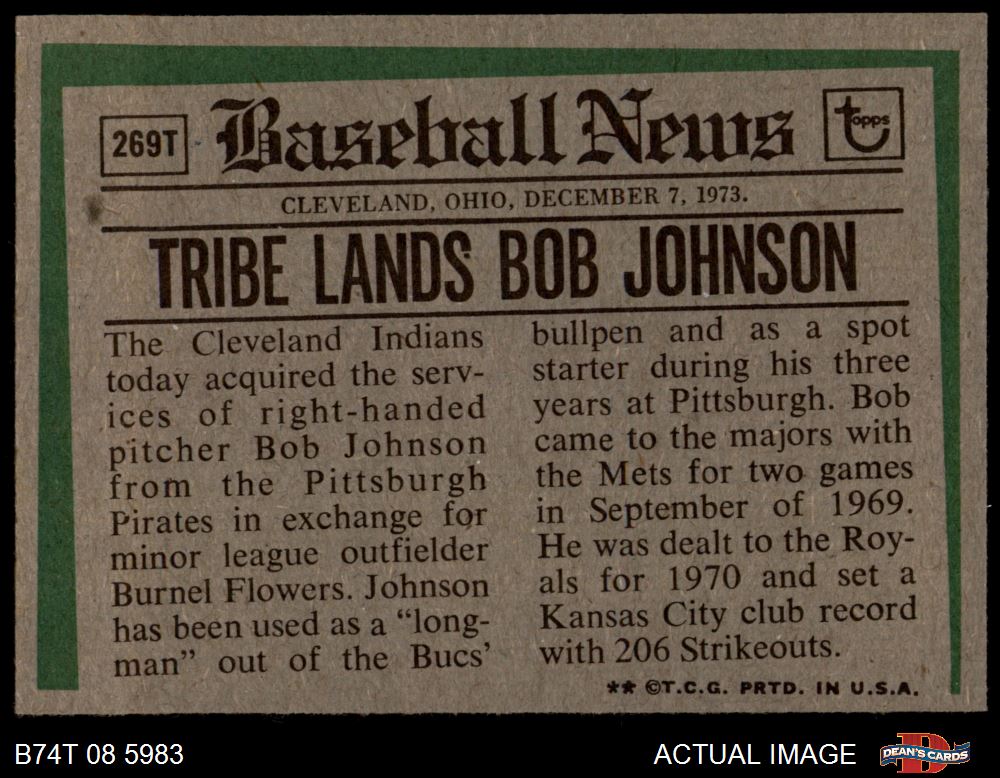 269T
Baseball News
topps
CLEVELAND, OHIO, DECEMBER 7, 1973.
TRIBE LANDS BOB JOHNSON
The Cleveland Indians
today acquired the serv-
ices of right-handed
pitcher Bob Johnson
from the Pittsburgh
Pirates in exchange for
minor league outfielder
Burnel Flowers. Johnson
has been used as a “long-
man” out of the Bucs’
bullpen and as a spot
starter during his three
years at Pittsburgh. Bob
came to the majors with
the Mets for two games
in September of 1969.
He was dealt to the Roy-
als for 1970 and set a
Kansas City club record
with 206 Strikeouts.
** ©T.C.G. PRTD. IN U.S.A.
B74T 08 5983
ACTUAL IMAGE
DEAN'S CARDS